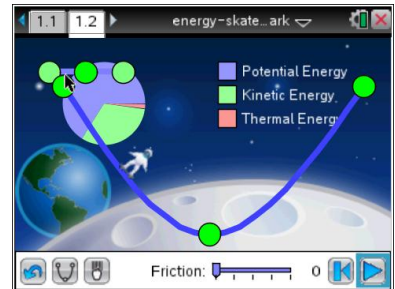 1.1 1.2 energy-skate...ark
Potential Energy
Kinetic Energy
Thermal Energy
Friction: 0